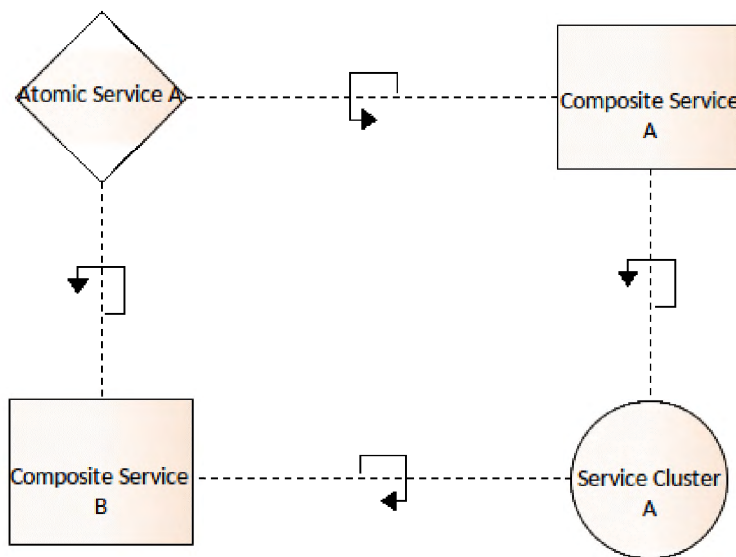 Atomic Service A
Composite Service
A
Composite Service
B
Service Cluster
A